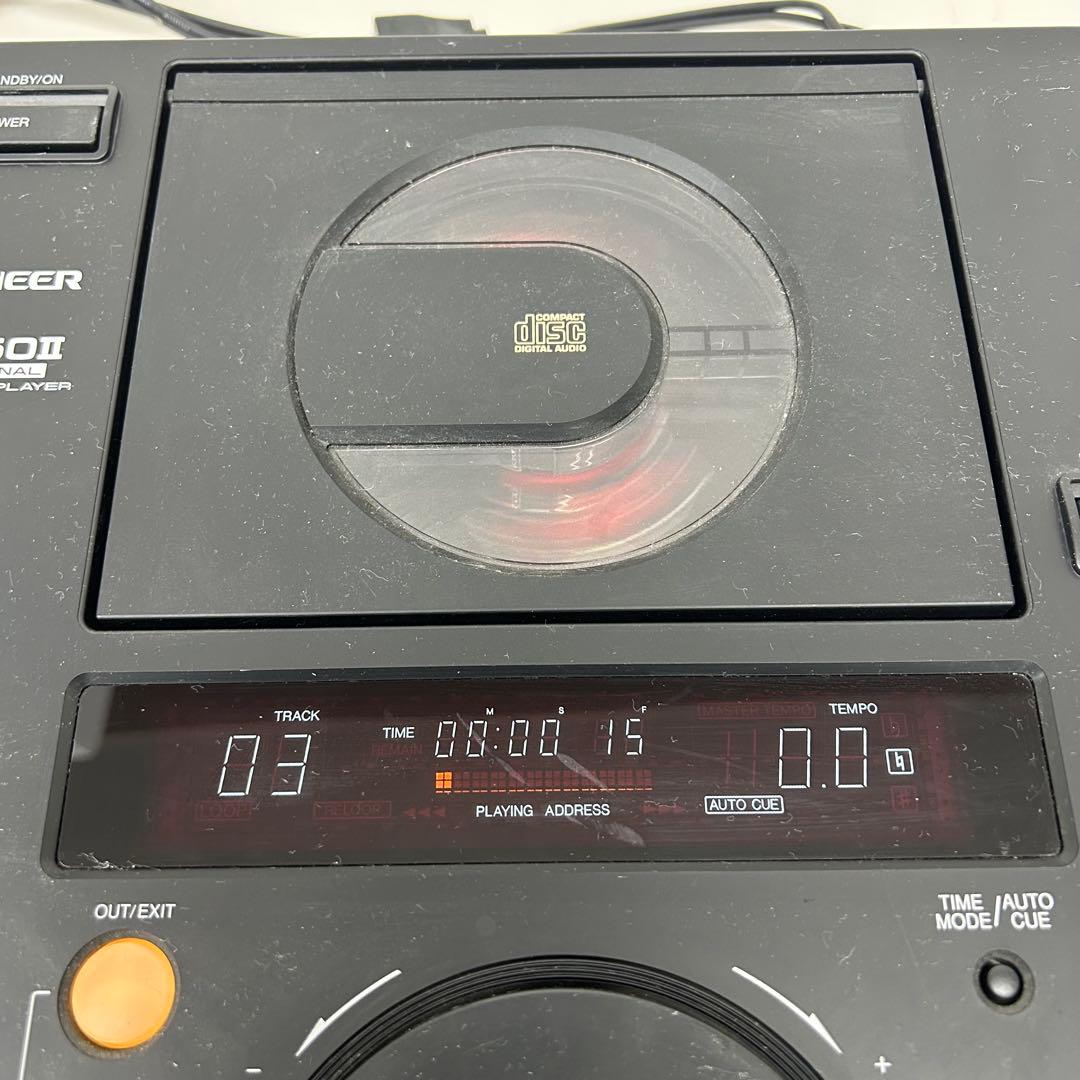 NDBY/ON
WER
NEER
50II
NAL
PLAYER
COMPACT
disc
DIGITAL AUDIO
TRACK
03
TIME
REMAIN
M S F
00:00 15
MASTER TEMPO
TEMPO
0.0
LOOP
RELOOP
PLAYING ADDRESS
AUTO CUE
OUT/EXIT
TIME MODE/AUTO CUE
-
+